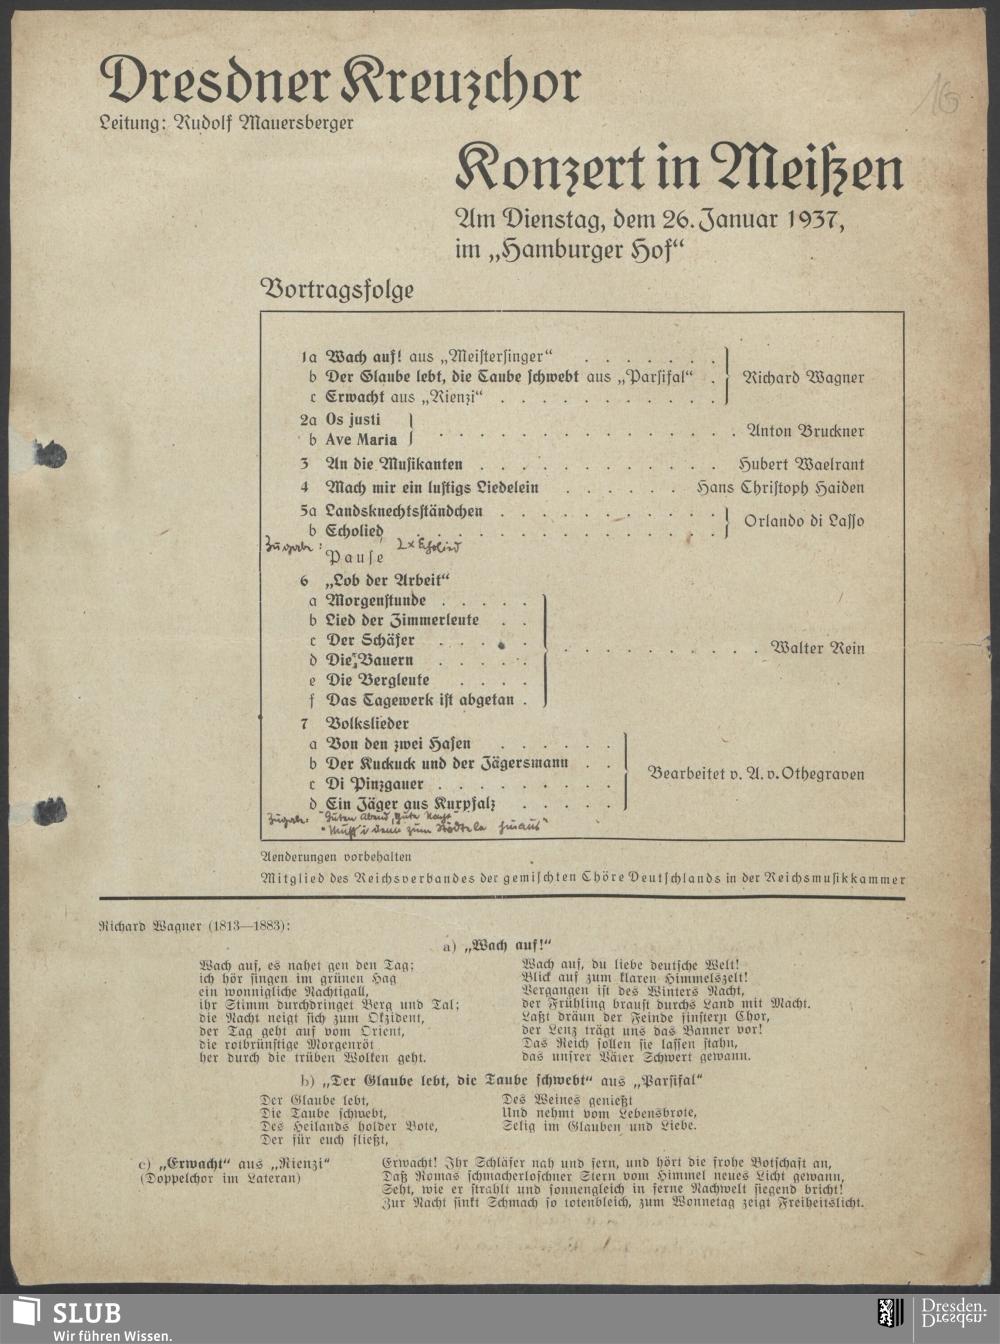 Dresdner Kreuzchor
Leitung: Rudolf Mauersberger
16
Konzert in Meißen
Am Dienstag, dem 26. Januar 1937,
im „Hamburger Hof“
Vortragsfolge
1a Wach auf! aus „Meistersinger“ . . . . . . .
b Der Glaube lebt, die Taube schwebt aus „Parsifal“ . Richard Wagner
c Erwacht aus „Rienzi“ . . . . . . . . . . .
2a Os justi
b Ave Maria . . . . . . . . . . . . . . . . Anton Bruckner
3 An die Musikanten . . . . . . . . . . . . Hubert Waelrant
4 Mach mir ein lustigs Liedelein . . . . . . Hans Christoph Haiden
5a Landsknechtsständchen . . . . . . . . . . .
b Echolied . . . . . . . . . . . . . . . . Orlando di Lasso
Zugabe: 2x Echolied
Pause
6 „Lob der Arbeit“
a Morgenstunde . . . . .
b Lied der Zimmerleute . .
c Der Schäfer . . . . .
d Die Bauern . . . . . . . . . . . . . . Walter Rein
e Die Bergleute . . . .
f Das Tagewerk ist abgetan .
7 Volkslieder
a Von den zwei Hasen . . . . . .
b Der Kuckuck und der Jägersmann . .
c Di Pinzgauer . . . . . . . . . Bearbeitet v. A. v. Othegraven
d Ein Jäger aus Kurpfalz . . . . .
Zugabe: "Guten Abend, gute Nacht"
"Muß i denn zum Städtele hinaus"
Aenderungen vorbehalten
Mitglied des Reichsverbandes der gemischten Chöre Deutschlands in der Reichsmusikkammer
Richard Wagner (1813—1883):
a) „Wach auf!“
Wach auf, es nahet gen den Tag;
ich hör singen im grünen Hag
ein wonnigliche Nachtigall,
ihr Stimm durchdringet Berg und Tal;
die Nacht neigt sich zum Okzident,
der Tag geht auf vom Orient,
die rotbrünstige Morgenröt
her durch die trüben Wolken geht.
Wach auf, du liebe deutsche Welt!
Blick auf zum klaren Himmelszelt!
Vergangen ist des Winters Nacht,
der Frühling braust durchs Land mit Macht.
Laßt dräun der Feinde finstern Chor,
der Lenz trägt uns das Banner vor!
Das Reich sollen sie lassen stahn,
das unsrer Väter Schwert gewann.
b) „Der Glaube lebt, die Taube schwebt“ aus „Parsifal“
Der Glaube lebt,
Die Taube schwebt,
Des Heilands holder Bote,
Der für euch fließt,
Des Weines genießt
Und nehmt vom Lebensbrote,
Selig im Glauben und Liebe.
c) „Erwacht“ aus „Rienzi“
(Doppelchor im Lateran)
Erwacht! Ihr Schläfer nah und fern, und hört die frohe Botschaft an,
Daß Romas schmacherloschner Stern vom Himmel neues Licht gewann,
Seht, wie er strahlt und sonnengleich in ferne Nachwelt siegend bricht!
Zur Nacht sinkt Schmach so totenbleich, zum Wonnetag zeigt Freiheitslicht.
SLUB
Wir führen Wissen.
Dresden.
Dresden.